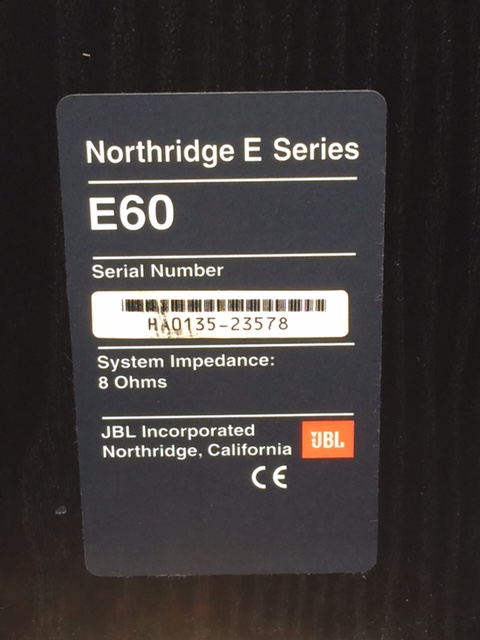 Northridge E Series
E60
Serial Number
HA0135-23578
System Impedance:
8 Ohms
JBL Incorporated
Northridge, California
JBL
CE